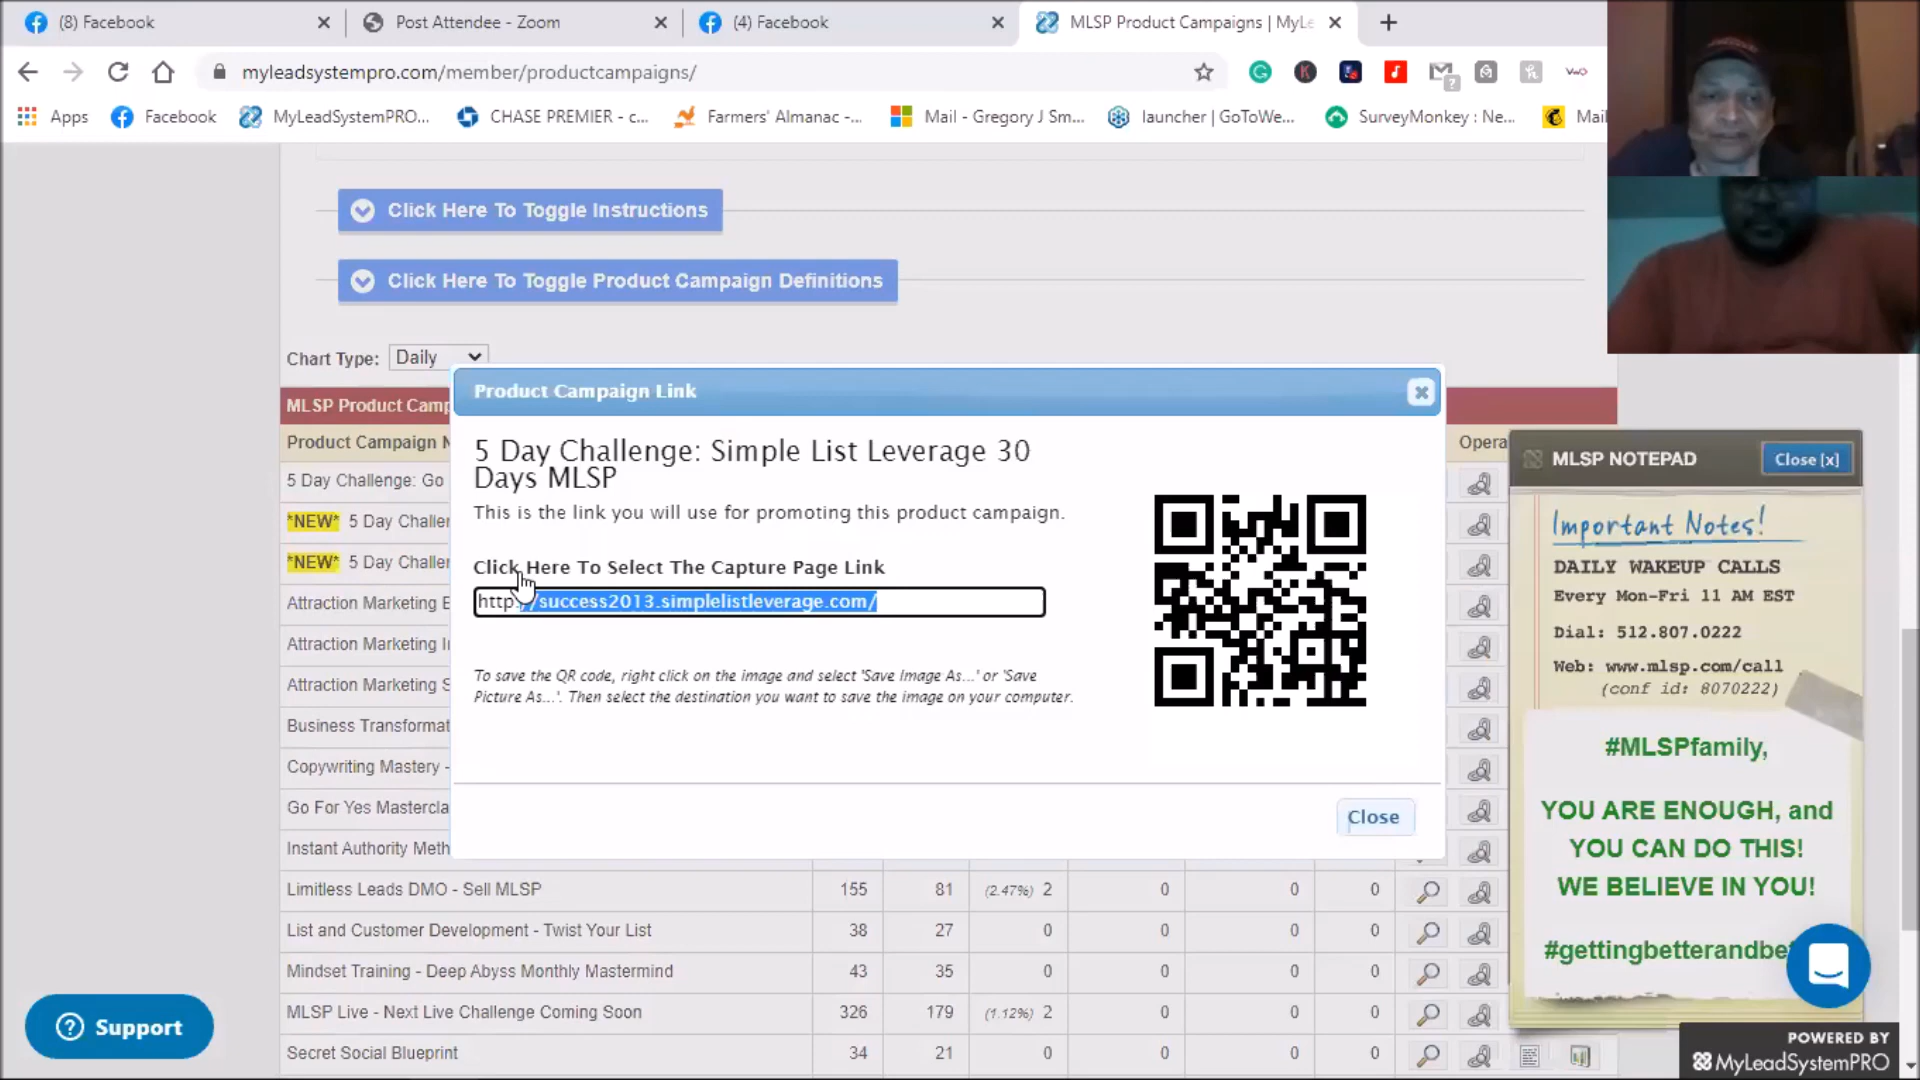 (8) Facebook
Post Attendee - Zoom
(4) Facebook
MLSP Product Campaigns | MyLe
myleadsystempro.com/member/productcampaigns/
Apps
Facebook
MyLeadSystemPRO...
CHASE PREMIER - c...
Farmers' Almanac -...
Mail - Gregory J Sm...
launcher | GoToWe...
SurveyMonkey : Ne...
Mail
Click Here To Toggle Instructions
Click Here To Toggle Product Campaign Definitions
Chart Type: Daily
MLSP Product Camp
Product Campaign N
Opera
5 Day Challenge: Go
*NEW* 5 Day Challen
*NEW* 5 Day Challen
Attraction Marketing E
Attraction Marketing I
Attraction Marketing S
Business Transformat
Copywriting Mastery -
Go For Yes Mastercla
Instant Authority Meth
Limitless Leads DMO - Sell MLSP 155 81 (2.47%) 2 0 0 0
List and Customer Development - Twist Your List 38 27 0 0 0 0
Mindset Training - Deep Abyss Monthly Mastermind 43 35 0 0 0 0
MLSP Live - Next Live Challenge Coming Soon 326 179 (1.12%) 2 0 0 0
Secret Social Blueprint 34 21 0 0 0 0
Product Campaign Link
5 Day Challenge: Simple List Leverage 30
Days MLSP
This is the link you will use for promoting this product campaign.
Click Here To Select The Capture Page Link
http://success2013.simplelistleverage.com/
To save the QR code, right click on the image and select 'Save Image As...' or 'Save
Picture As...'. Then select the destination you want to save the image on your computer.
Close
MLSP NOTEPAD
Close [x]
Important Notes!
DAILY WAKEUP CALLS
Every Mon-Fri 11 AM EST
Dial: 512.807.0222
Web: www.mlsp.com/call
(conf id: 8070222)
#MLSPfamily,
YOU ARE ENOUGH, and
YOU CAN DO THIS!
WE BELIEVE IN YOU!
#gettingbetterandbe
Support
POWERED BY
MyLeadSystemPRO